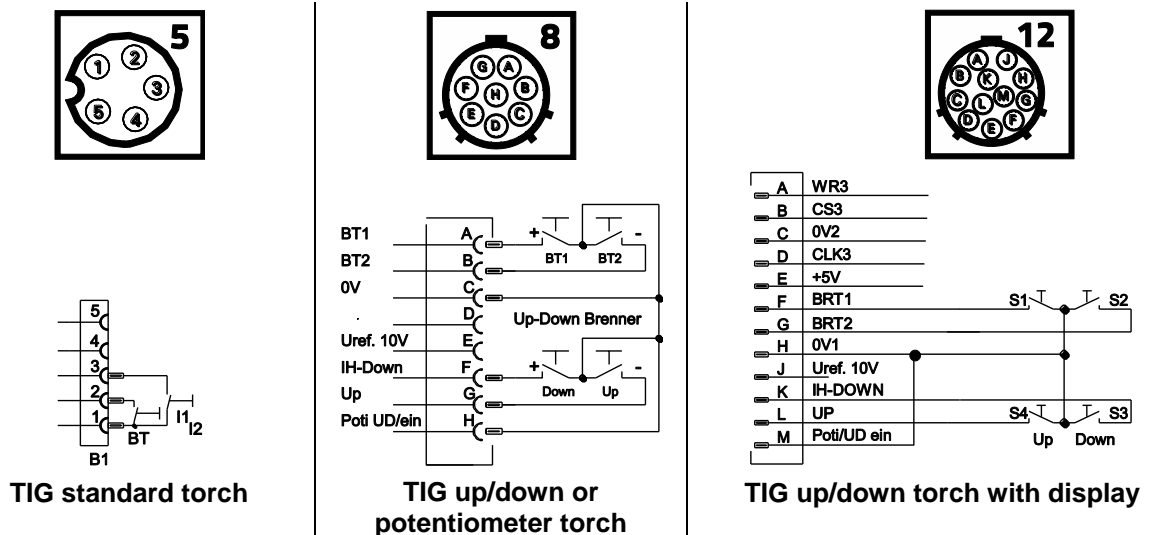 5
1
2
3
4
5
5
4
3
2
1
BT
I1
I2
B1
TIG standard torch
8
G A
F B
H
E C
D
BT1 A + -
BT1 BT2
BT2 B
0V C
D Up-Down Brenner
Uref. 10V E
IH-Down F + -
Down Up
Up G
Poti UD/ein H
TIG up/down or
potentiometer torch
12
A J
B K H
C L M G
D F
E
A WR3
B CS3
C 0V2
D CLK3
E +5V
F BRT1 S1 S2
G BRT2
H 0V1
J Uref. 10V
K IH-DOWN
L UP S4 S3
M Poti/UD ein Up Down
TIG up/down torch with display